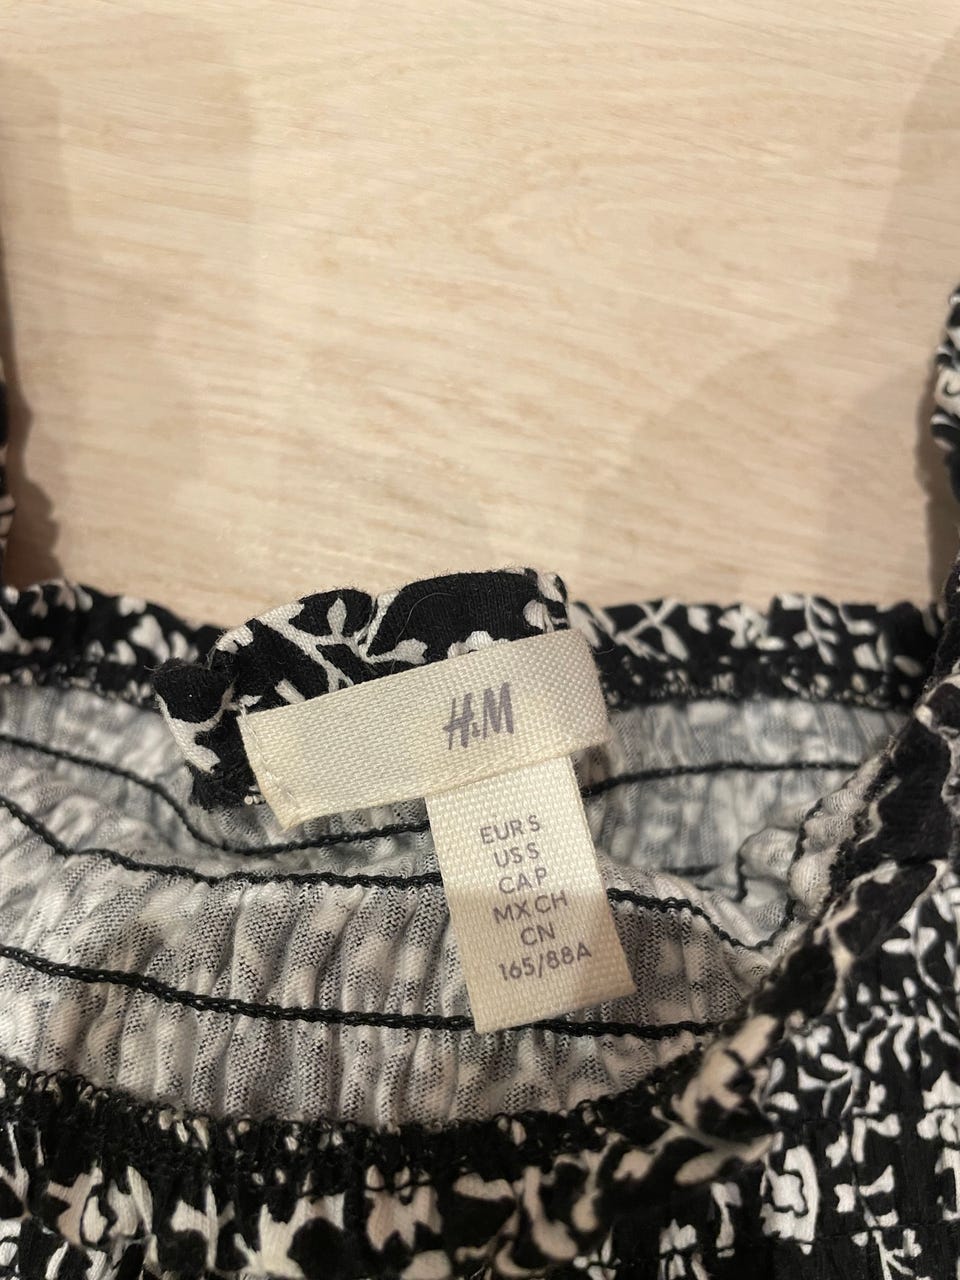 H&M
EUR S
US S
CA P
MX CH
CN
165/88A